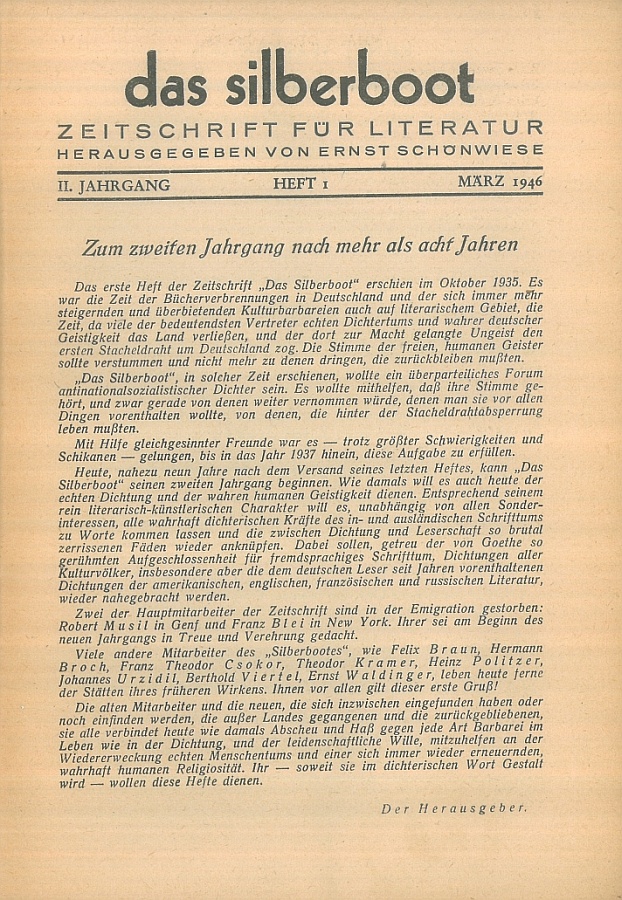 das silberboot
ZEITSCHRIFT FÜR LITERATUR
HERAUSGEGEBEN VON ERNST SCHÖNWIESE
II. JAHRGANG HEFT 1 MÄRZ 1946
Zum zweiten Jahrgang nach mehr als acht Jahren
Das erste Heft der Zeitschrift „Das Silberboot“ erschien im Oktober 1935. Es
war die Zeit der Bücherverbrennungen in Deutschland und der sich immer mehr
steigernden und überbietenden Kulturbarbareien auch auf literarischem Gebiet, die
Zeit, da viele der bedeutendsten Vertreter echten Dichtertums und wahrer deutscher
Geistigkeit das Land verließen, und der dort zur Macht gelangte Ungeist den
ersten Stacheldraht um Deutschland zog. Die Stimme der freien, humanen Geister
sollte verstummen und nicht mehr zu denen dringen, die zurückbleiben mußten.
„Das Silberboot“, in solcher Zeit erschienen, wollte ein überparteiliches Forum
antinationalsozialistischer Dichter sein. Es wollte mithelfen, daß ihre Stimme ge-
hört, und zwar gerade von denen weiter vernommen würde, denen man sie vor allen
Dingen vorenthalten wollte, von denen, die hinter der Stacheldrahtabsperrung
leben mußten.
Mit Hilfe gleichgesinnter Freunde war es — trotz größter Schwierigkeiten und
Schikanen — gelungen, bis in das Jahr 1937 hinein, diese Aufgabe zu erfüllen.
Heute, nahezu neun Jahre nach dem Versand seines letzten Heftes, kann „Das
Silberboot“ seinen zweiten Jahrgang beginnen. Wie damals will es auch heute der
echten Dichtung und der wahren humanen Geistigkeit dienen. Entsprechend seinem
rein literarisch-künstlerischen Charakter will es, unabhängig von allen Sonder-
interessen, alle wahrhaft dichterischen Kräfte des in- und ausländischen Schrifttums
zu Worte kommen lassen und die zwischen Dichtung und Leserschaft so brutal
zerrissenen Fäden wieder anknüpfen. Dabei sollen, getreu der von Goethe so
gerühmten Aufgeschlossenheit für fremdsprachiges Schrifttum, Dichtungen aller
Kulturvölker, insbesondere aber die dem deutschen Leser seit Jahren vorenthaltenen
Dichtungen der amerikanischen, englischen, französischen und russischen Literatur,
wieder nahegebracht werden.
Zwei der Hauptmitarbeiter der Zeitschrift sind in der Emigration gestorben:
Robert Musil in Genf und Franz Blei in New York. Ihrer sei am Beginn des
neuen Jahrgangs in Treue und Verehrung gedacht.
Viele andere Mitarbeiter des „Silberbootes“, wie Felix Braun, Hermann
Broch, Franz Theodor Csokor, Theodor Kramer, Heinz Politzer,
Johannes Urzidil, Berthold Viertel, Ernst Waldinger, leben heute ferne
der Stätten ihres früheren Wirkens. Ihnen vor allen gilt dieser erste Gruß!
Die alten Mitarbeiter und die neuen, die sich inzwischen eingefunden haben oder
noch einfinden werden, die außer Landes gegangenen und die zurückgebliebenen,
sie alle verbindet heute wie damals Abscheu und Haß gegen jede Art Barbarei im
Leben wie in der Dichtung, und der leidenschaftliche Wille, mitzuhelfen an der
Wiedererweckung echten Menschentums und einer sich immer wieder erneuernden,
wahrhaft humanen Religiosität. Ihr — soweit sie im dichterischen Wort Gestalt
wird — wollen diese Hefte dienen.
Der Herausgeber.